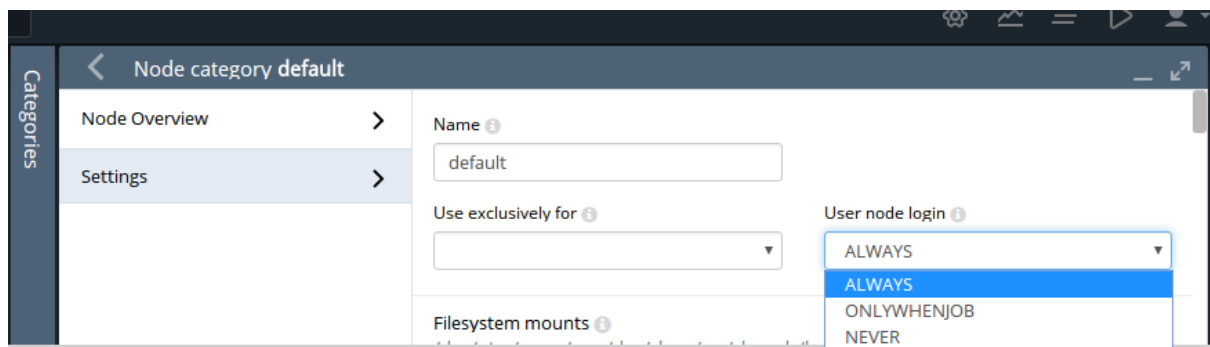 Categories
Node category default
Node Overview
Settings
Name
default
Use exclusively for
User node login
ALWAYS
ALWAYS
ONLYWHENJOB
NEVER
Filesystem mounts